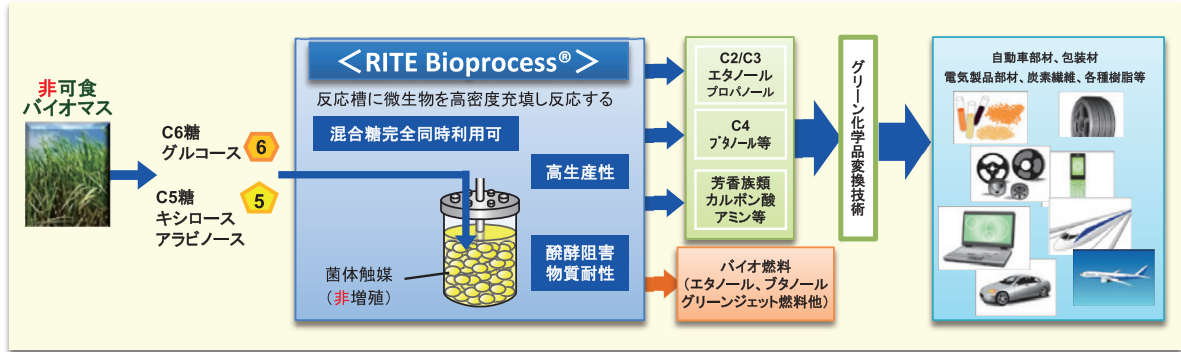 非可食
バイオマス
C6糖
グルコース
6
C5糖
キシロース
アラビノース
5
＜RITE Bioprocess®＞
反応槽に微生物を高密度充填し反応する
混合糖完全同時利用可
高生産性
醗酵阻害
物質耐性
菌体触媒
（非増殖）
C2/C3
エタノール
プロパノール
C4
ブタノール等
芳香族類
カルボン酸
アミン等
バイオ燃料
（エタノール、ブタノール
グリーンジェット燃料他）
グリーン化学品変換技術
自動車部材、包装材
電気製品部材、炭素繊維、各種樹脂等